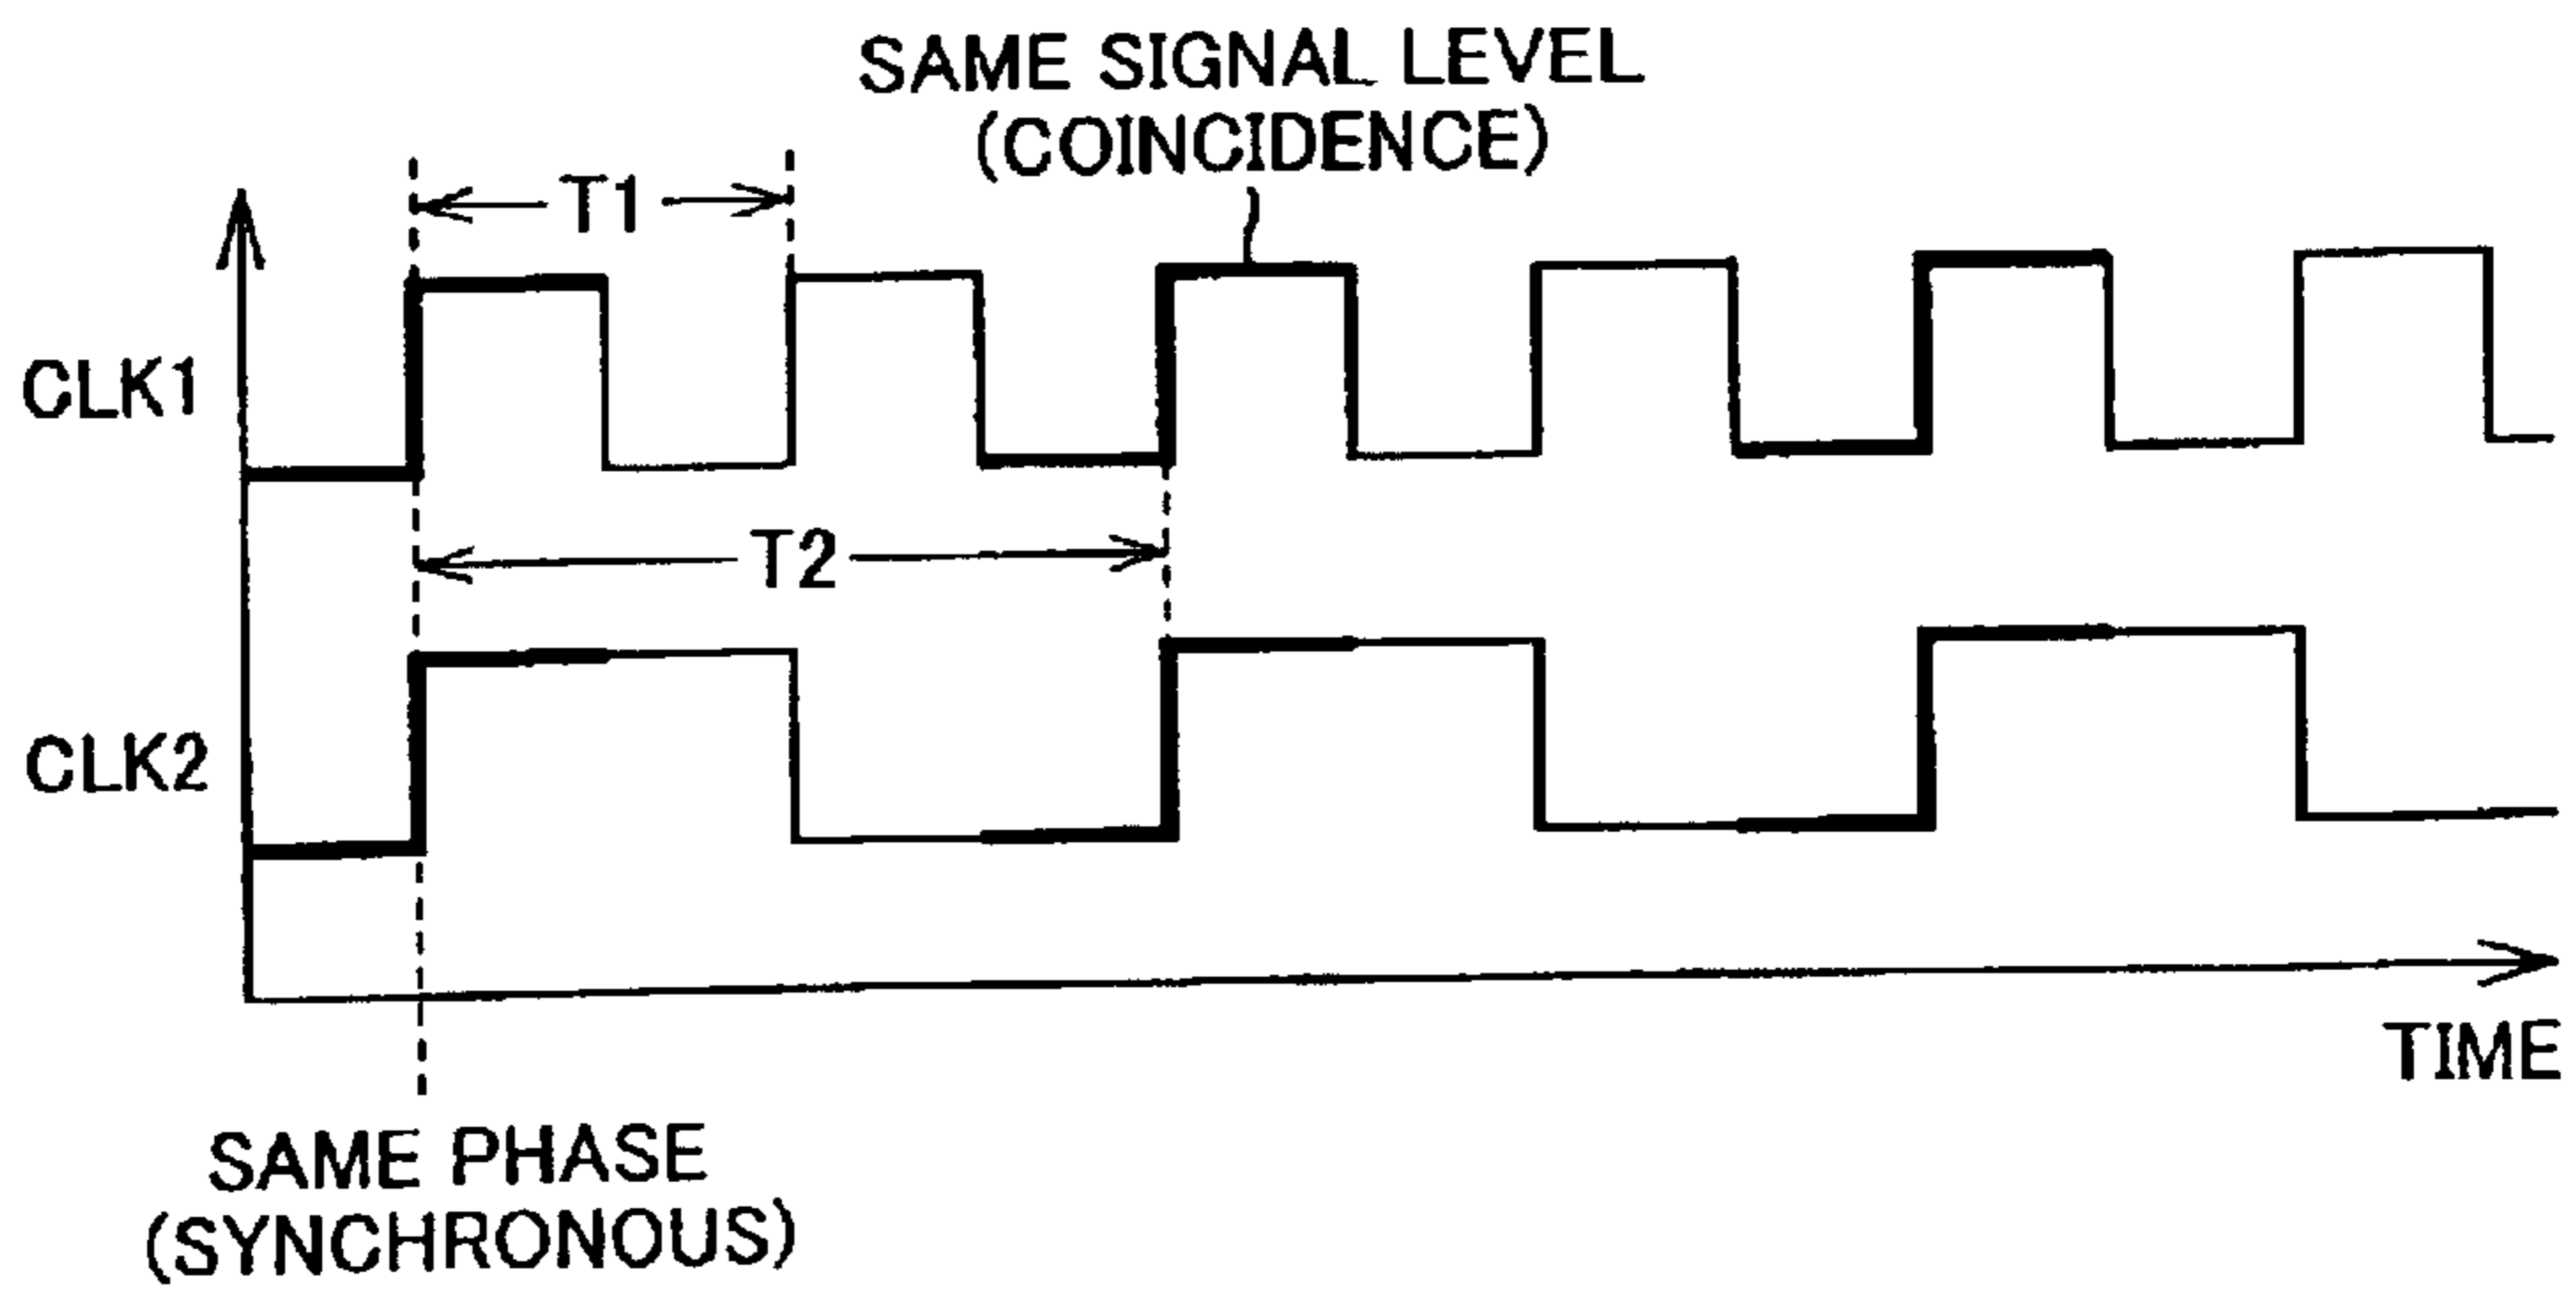 SAME SIGNAL LEVEL
(COINCIDENCE)
T1
CLK1
T2
CLK2
TIME
SAME PHASE
(SYNCHRONOUS)